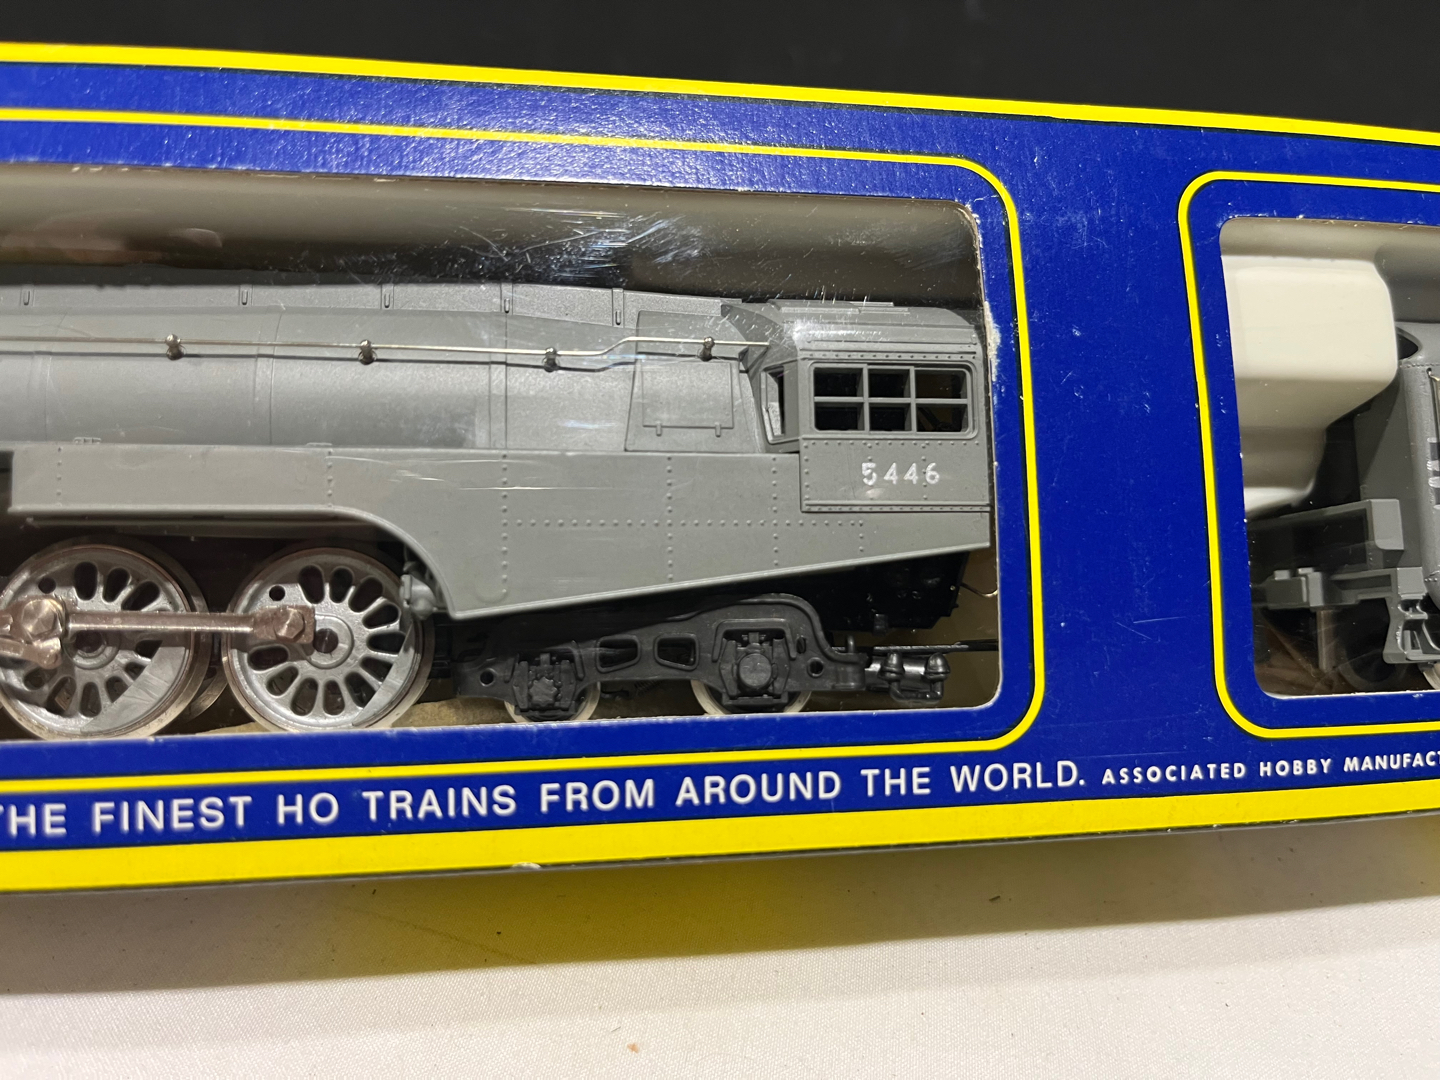 5446
THE FINEST HO TRAINS FROM AROUND THE WORLD. ASSOCIATED HOBBY MANUFACT